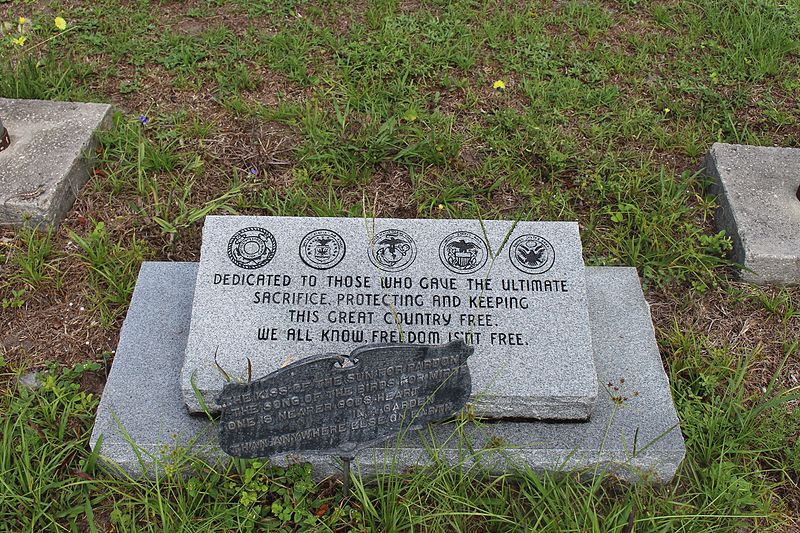 DEDICATED TO THOSE WHO GAVE THE ULTIMATE
SACRIFICE, PROTECTING AND KEEPING
THIS GREAT COUNTRY FREE.
WE ALL KNOW, FREEDOM ISN'T FREE.
THE KISS OF THE SUN FOR PARDON
THE SONG OF THE BIRDS FOR MIRTH
ONE IS NEARER GOD'S HEART
IN A GARDEN
THAN ANYWHERE ELSE ON EARTH